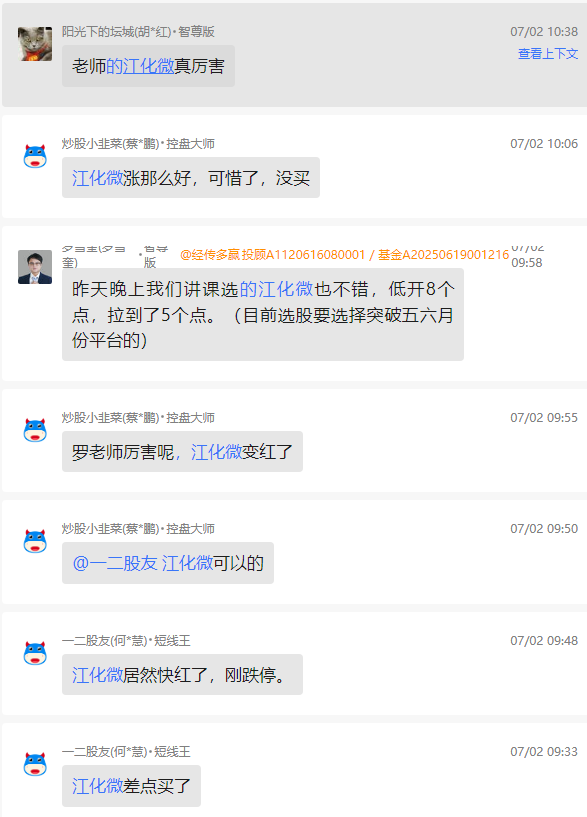 阳光下的坛域(胡*红)•智尊版 07/02 10:38
老师的江化微真厉害 查看上下文
炒股小韭菜(蔡*鹏)•控盘大师 07/02 10:06
江化微涨那么好，可惜了，没买
智尊 @经传多赢投顾A1120616080001 / 基金A20250619001216 07/02
奎) 版 09:58
昨天晚上我们讲课选的江化微也不错，低开8个
点，拉到了5个点。（目前选股要选择突破五六月
份平台的）
炒股小韭菜(蔡*鹏)•控盘大师 07/02 09:55
罗老师厉害呢，江化微变红了
炒股小韭菜(蔡*鹏)•控盘大师 07/02 09:50
@一二股友 江化微可以的
一二股友(何*慧)•短线王 07/02 09:48
江化微居然快红了，刚跌停。
一二股友(何*慧)•短线王 07/02 09:33
江化微差点买了